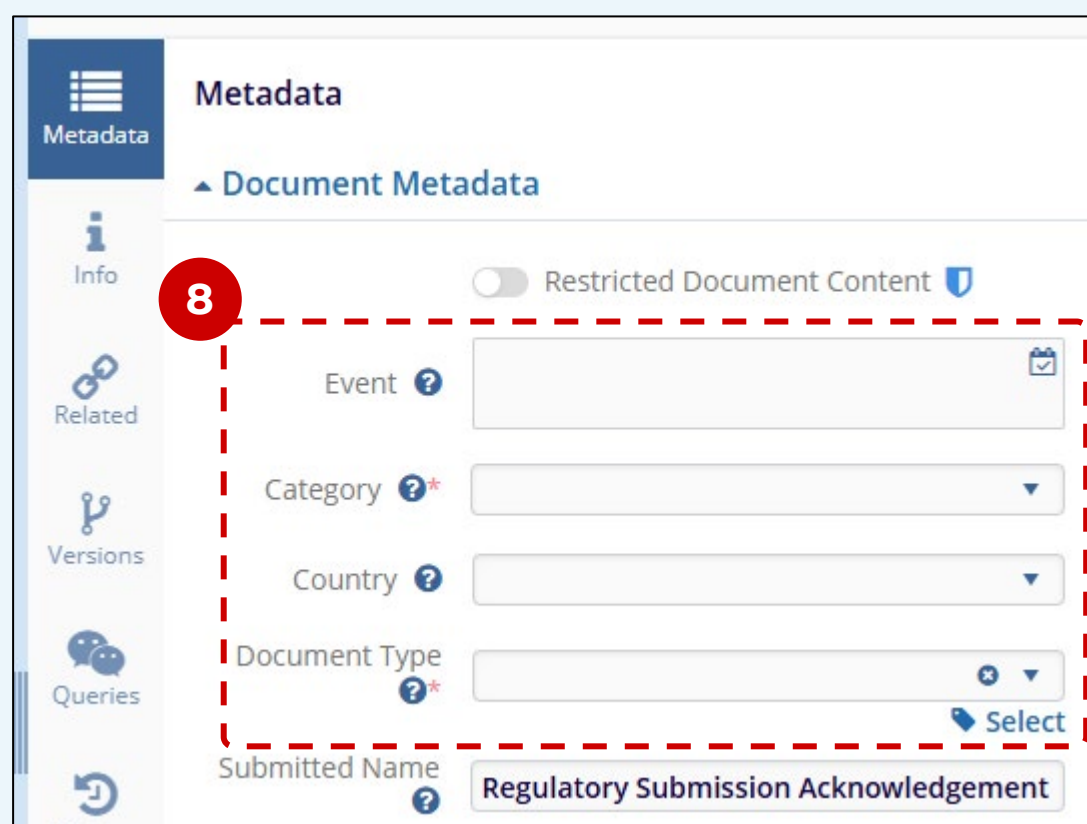 Metadata
Metadata
Document Metadata
Info
Restricted Document Content
8
Event ?
Related
Category ?*
Versions
Country ?
Document Type
?*
Queries
Select
Submitted Name
?
Regulatory Submission Acknowledgement